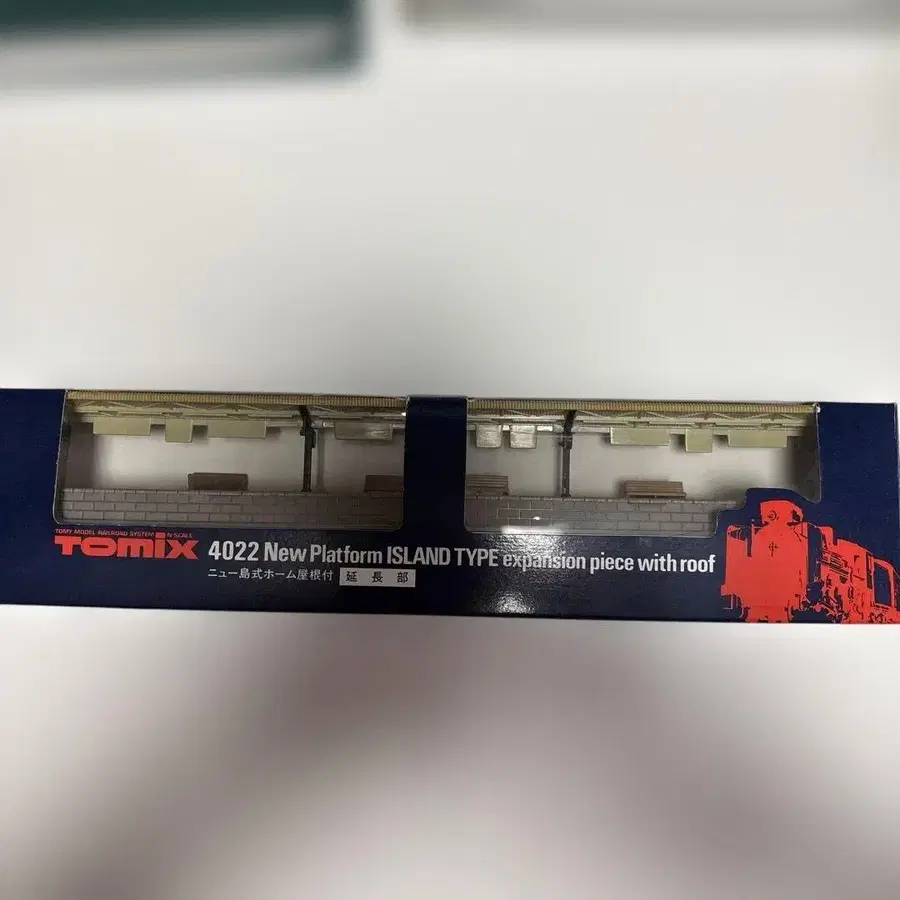 TOMY MODEL RAILROAD SYSTEM N SCALE
TOMIX 4022 New Platform ISLAND TYPE expansion piece with roof
ニュー島式ホーム屋根付 延長部